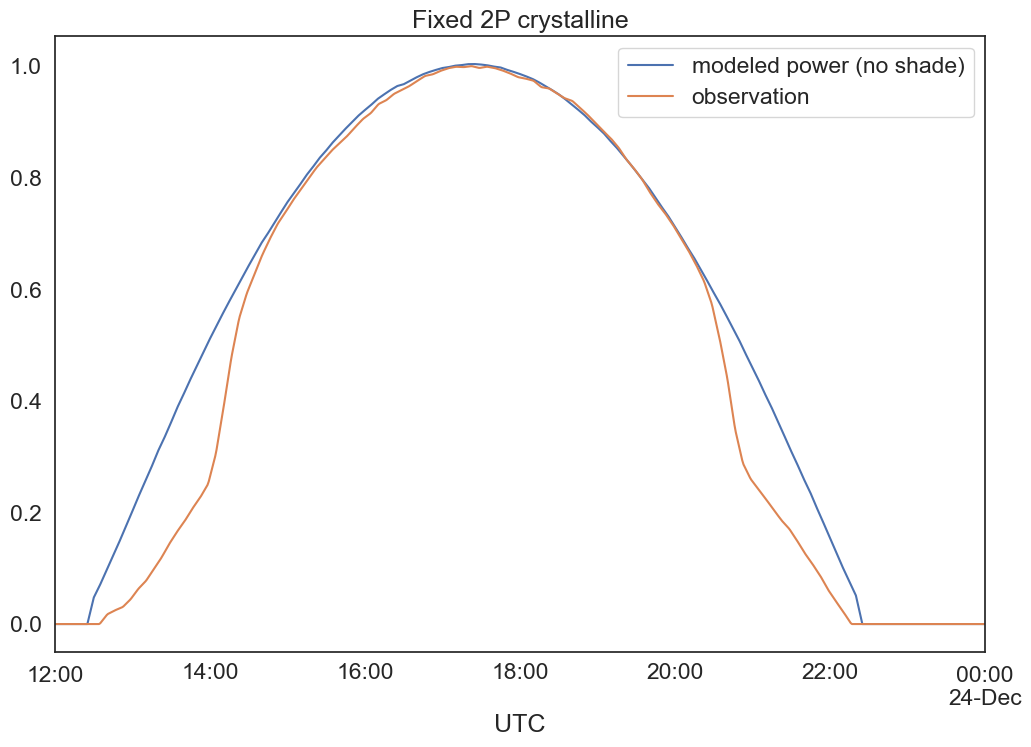 Fixed 2P crystalline
modeled power (no shade)
observation
1.0
0.8
0.6
0.4
0.2
0.0
12:00 14:00 16:00 18:00 20:00 22:00 00:00
24-Dec
UTC